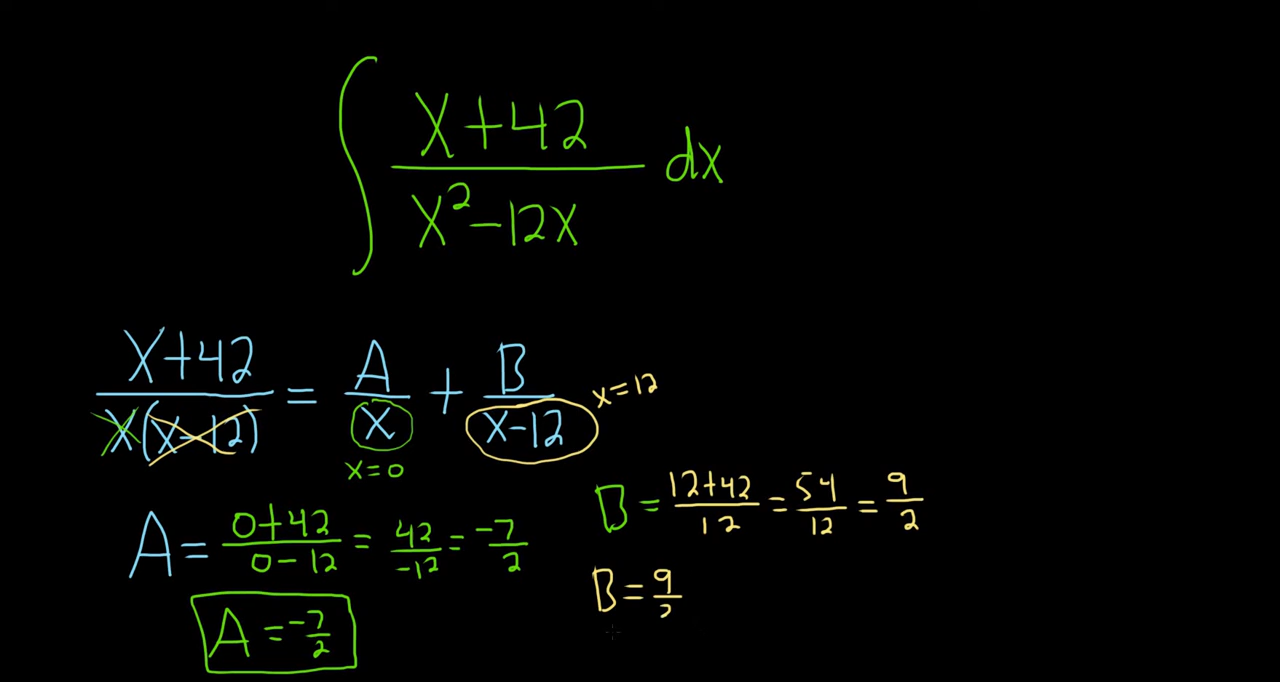 ∫ x+42 / x² - 12x dx
x+42 / x(x-12) = A / x + B / x-12 x=12
x=0
A = 0+42 / 0-12 = 42 / -12 = -7 / 2
B = 12+42 / 12 = 54 / 12 = 9 / 2
A = -7 / 2
B = 9 / 2